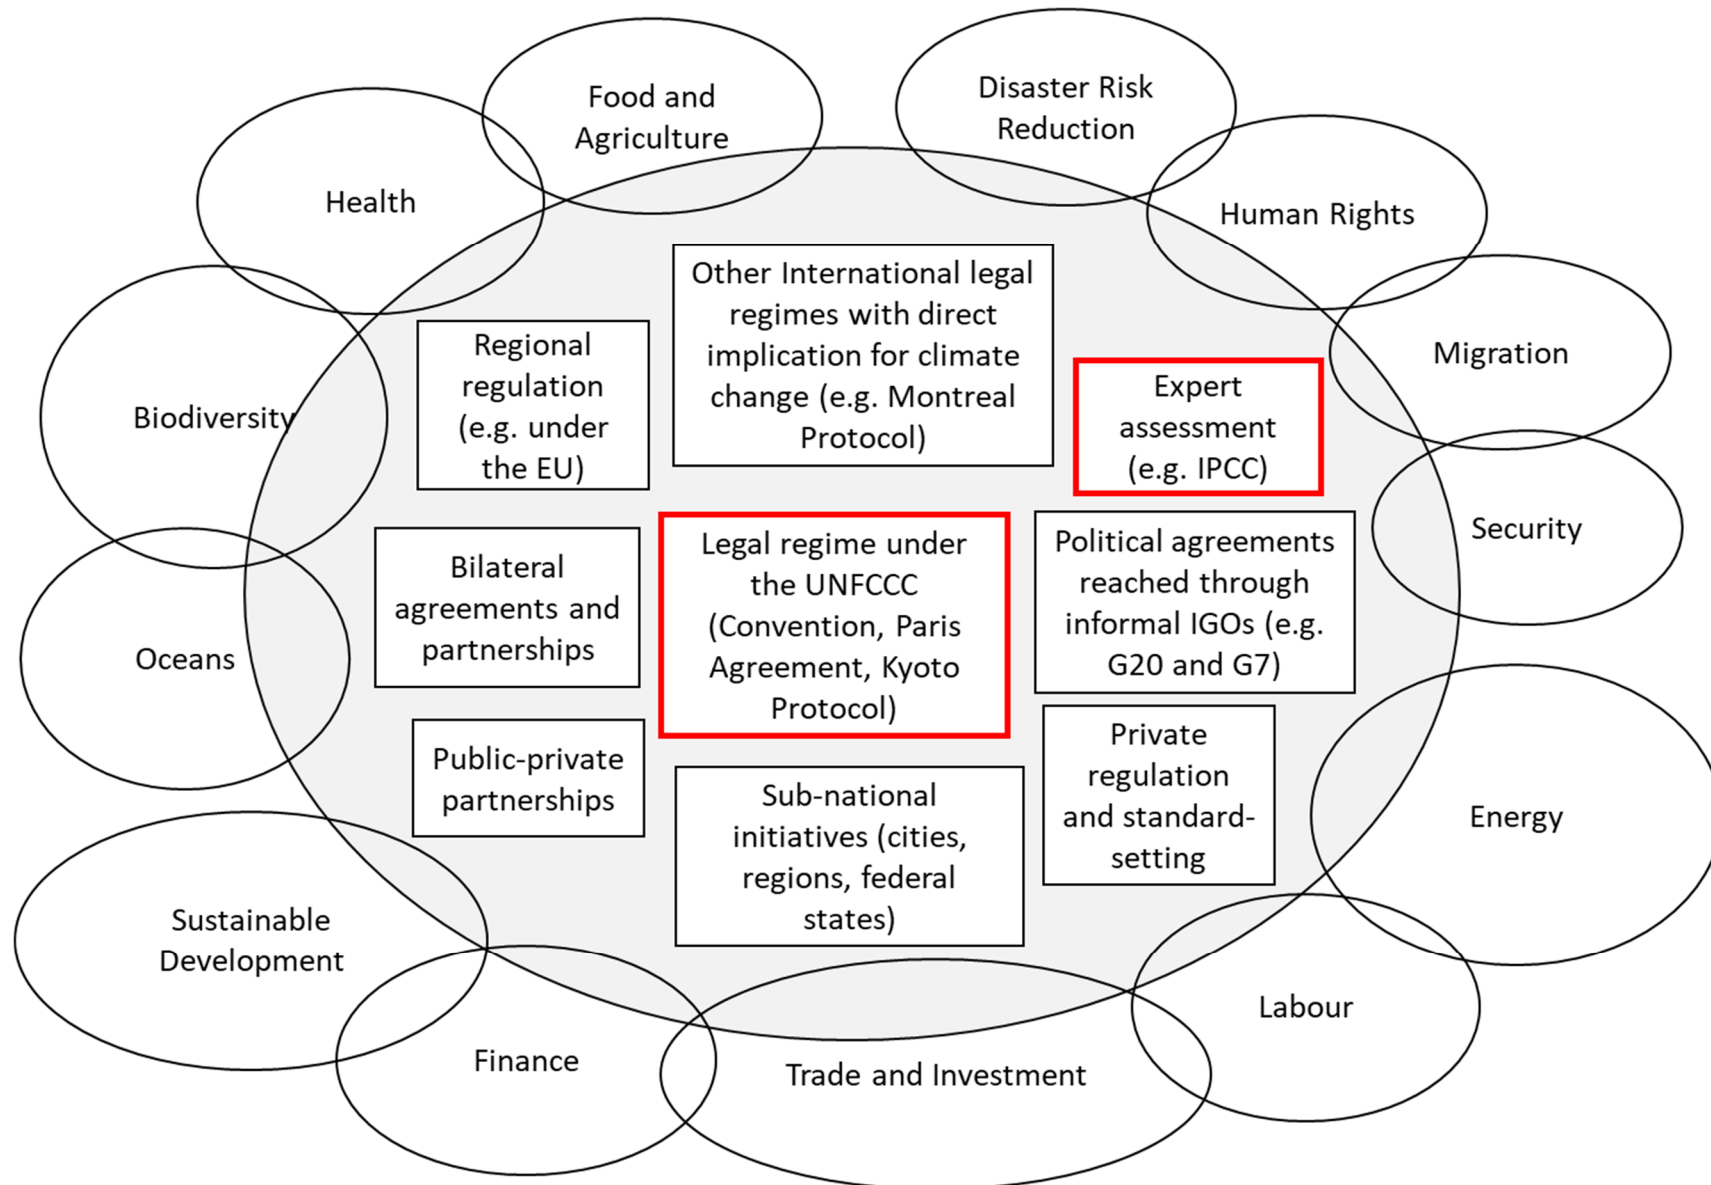 Food and
Agriculture
Disaster Risk
Reduction
Health
Human Rights
Other International legal
regimes with direct
implication for climate
change (e.g. Montreal
Protocol)
Regional
regulation
(e.g. under
the EU)
Migration
Expert
assessment
(e.g. IPCC)
Biodiversity
Security
Legal regime under
the UNFCCC
(Convention, Paris
Agreement, Kyoto
Protocol)
Political agreements
reached through
informal IGOs (e.g.
G20 and G7)
Bilateral
agreements and
partnerships
Oceans
Public-private
partnerships
Private
regulation
and standard-
setting
Sub-national
initiatives (cities,
regions, federal
states)
Energy
Sustainable
Development
Labour
Finance
Trade and Investment